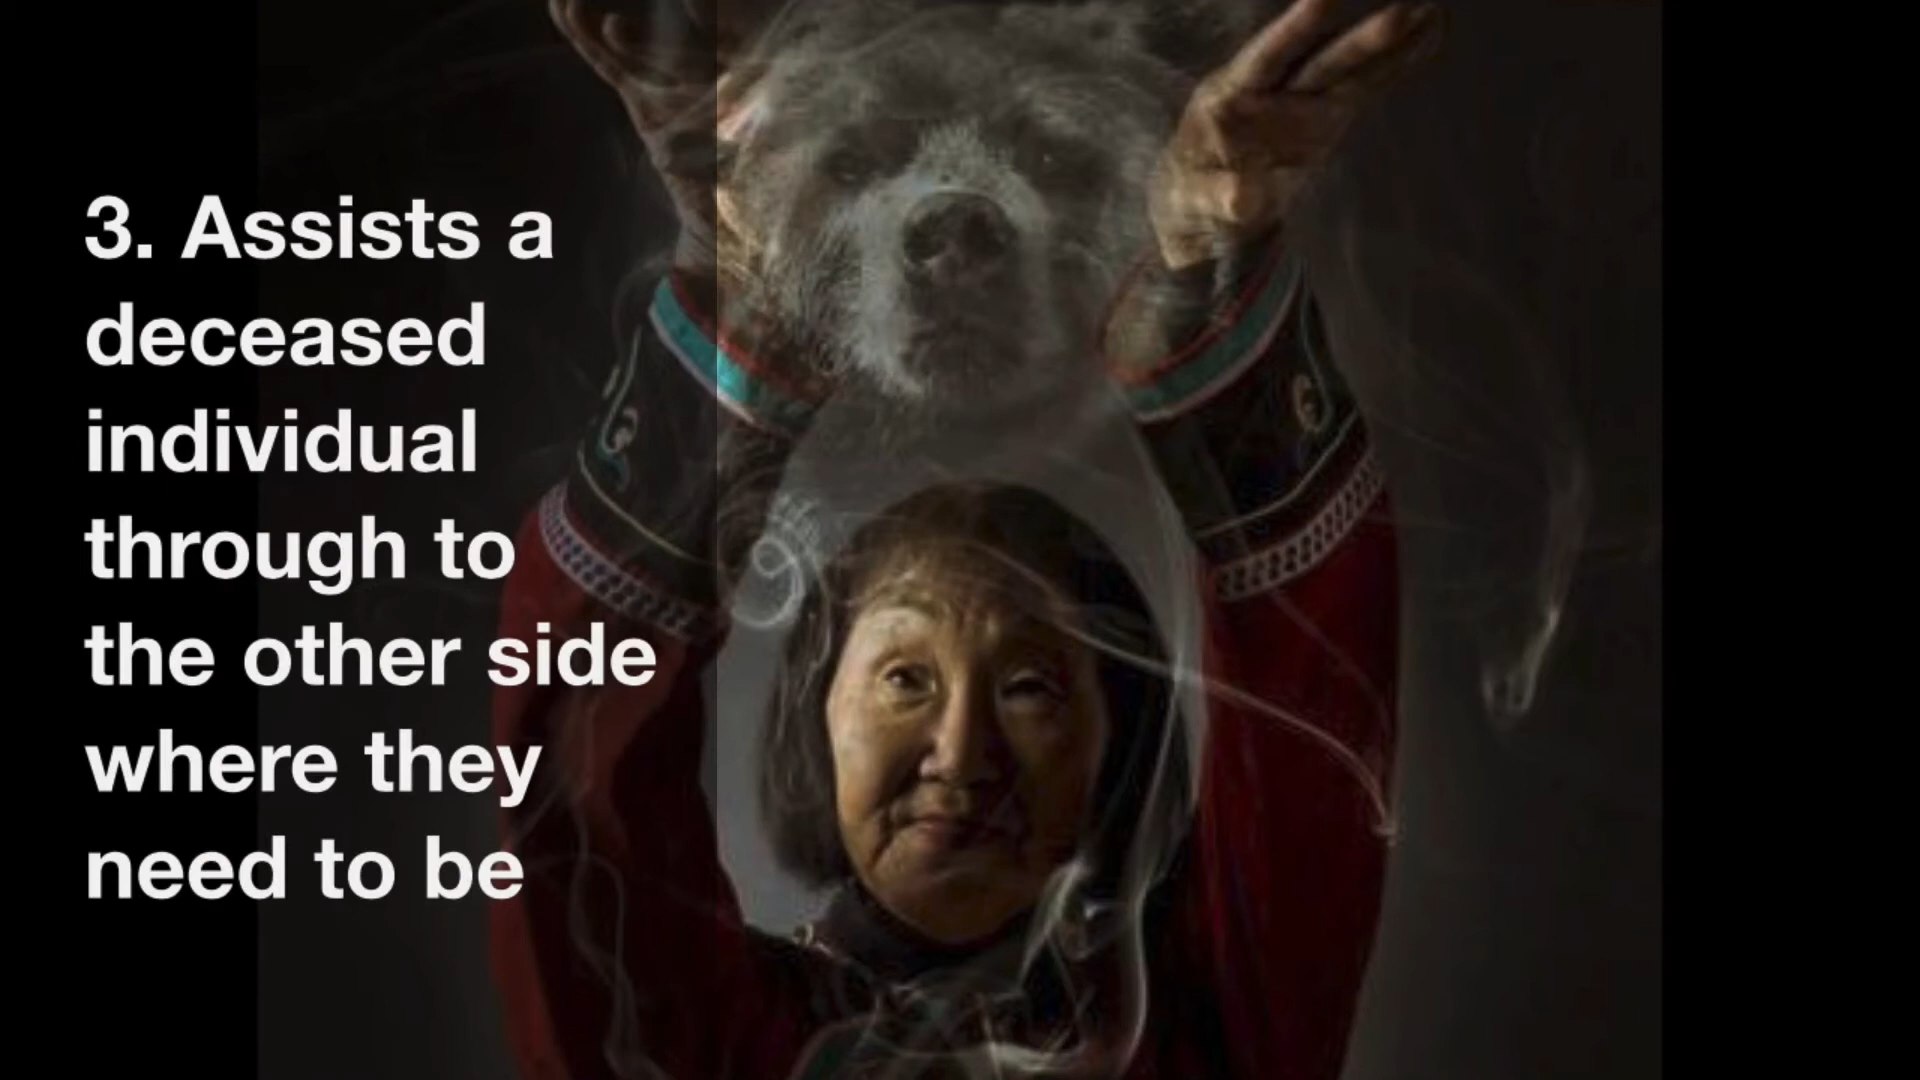 3. Assists a
deceased
individual
through to
the other side
where they
need to be